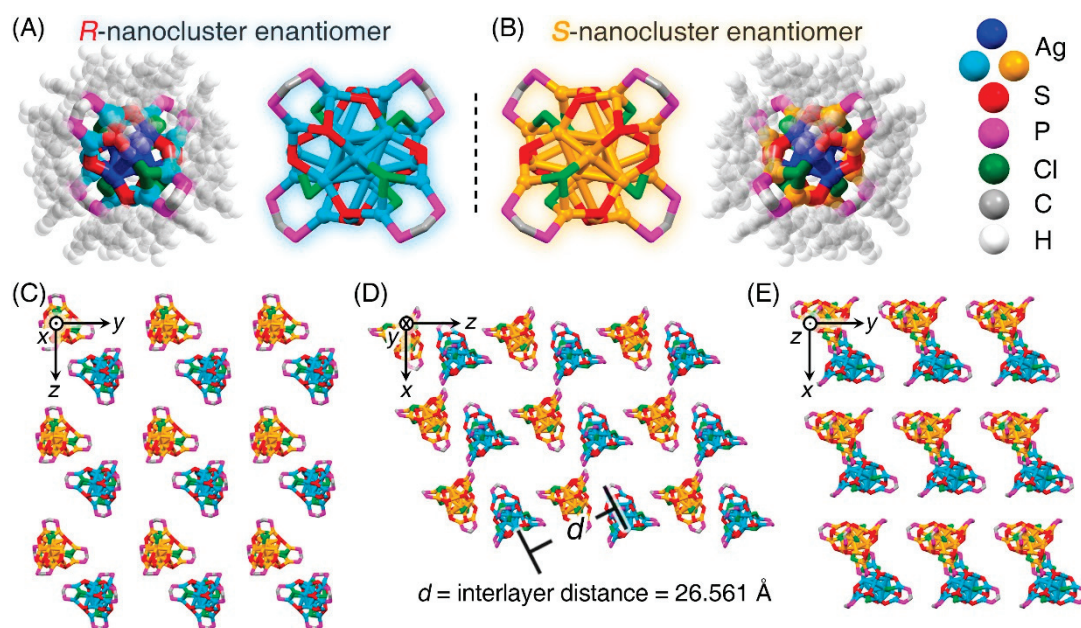 (A) R-nanocluster enantiomer (B) S-nanocluster enantiomer
Ag
S
P
Cl
C
H
(C) (D) (E)
x y z
y z x
z y x
d
d = interlayer distance = 26.561 Å